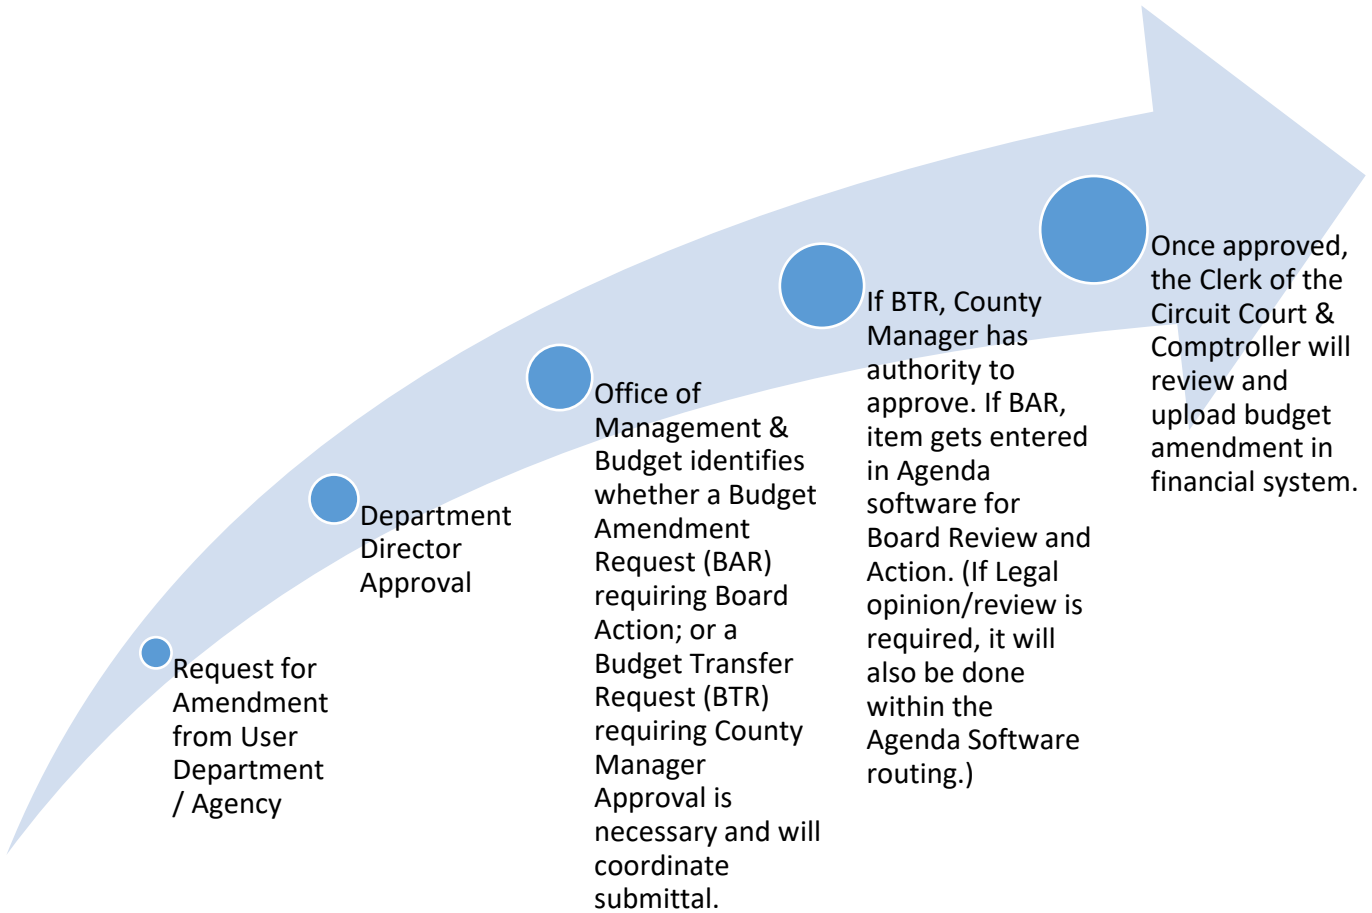 Request for
Amendment
from User
Department
/ Agency
Department
Director
Approval
Office of
Management &
Budget identifies
whether a Budget
Amendment
Request (BAR)
requiring Board
Action; or a
Budget Transfer
Request (BTR)
requiring County
Manager
Approval is
necessary and will
coordinate
submittal.
If BTR, County
Manager has
authority to
approve. If BAR,
item gets entered
in Agenda
software for
Board Review and
Action. (If Legal
opinion/review is
required, it will
also be done
within the
Agenda Software
routing.)
Once approved,
the Clerk of the
Circuit Court &
Comptroller will
review and
upload budget
amendment in
financial system.